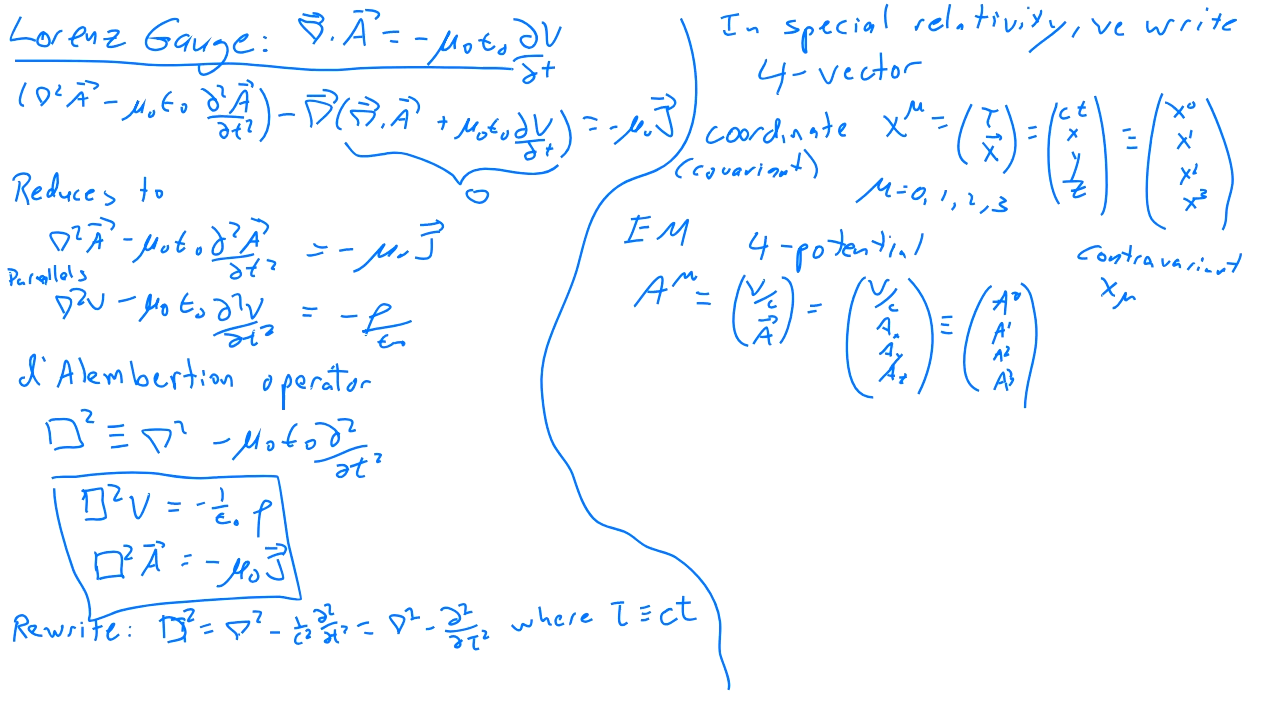 Lorenz Gauge: ∇⃗·A⃗ = -μ₀ε₀ ∂V/∂t
(∇²A⃗ - μ₀ε₀ ∂²A⃗/∂t²) - ∇⃗(∇⃗·A⃗ + μ₀ε₀ ∂V/∂t) = -μ₀J⃗
0
Reduces to
∇²A⃗ - μ₀ε₀ ∂²A⃗/∂t² = -μ₀J⃗
Parallels
∇²V - μ₀ε₀ ∂²V/∂t² = -ρ/ε₀
d'Alembertion operator
□² ≡ ∇² - μ₀ε₀ ∂²/∂t²
□²V = -1/ε₀ ρ
□²A⃗ = -μ₀J⃗
Rewrite: □² = ∇² - 1/c² ∂²/∂t² = ∇² - ∂²/∂τ² where τ ≡ ct
In special relativity, we write
4-vector
coordinate x^μ = (τ, x⃗) = (ct, x, y, z) ≡ (x⁰, x¹, x², x³)
(covariant)
μ = 0, 1, 2, 3
contravariant
x_μ
EM
4-potential
A^μ = (V/c, A⃗) = (V/c, Aₓ, A_y, A_z) ≡ (A⁰, A¹, A², A³)